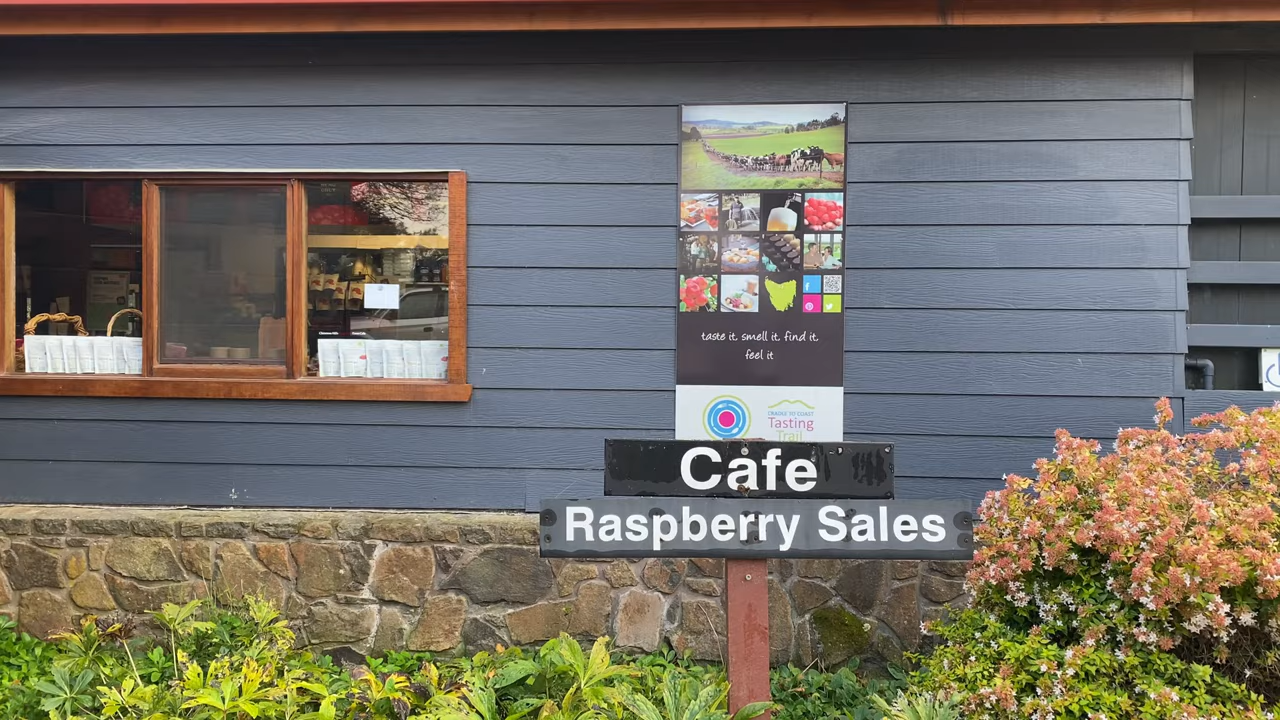 taste it. smell it. find it.
feel it
CRADLE TO COAST
Tasting
Trail
Cafe
Raspberry Sales